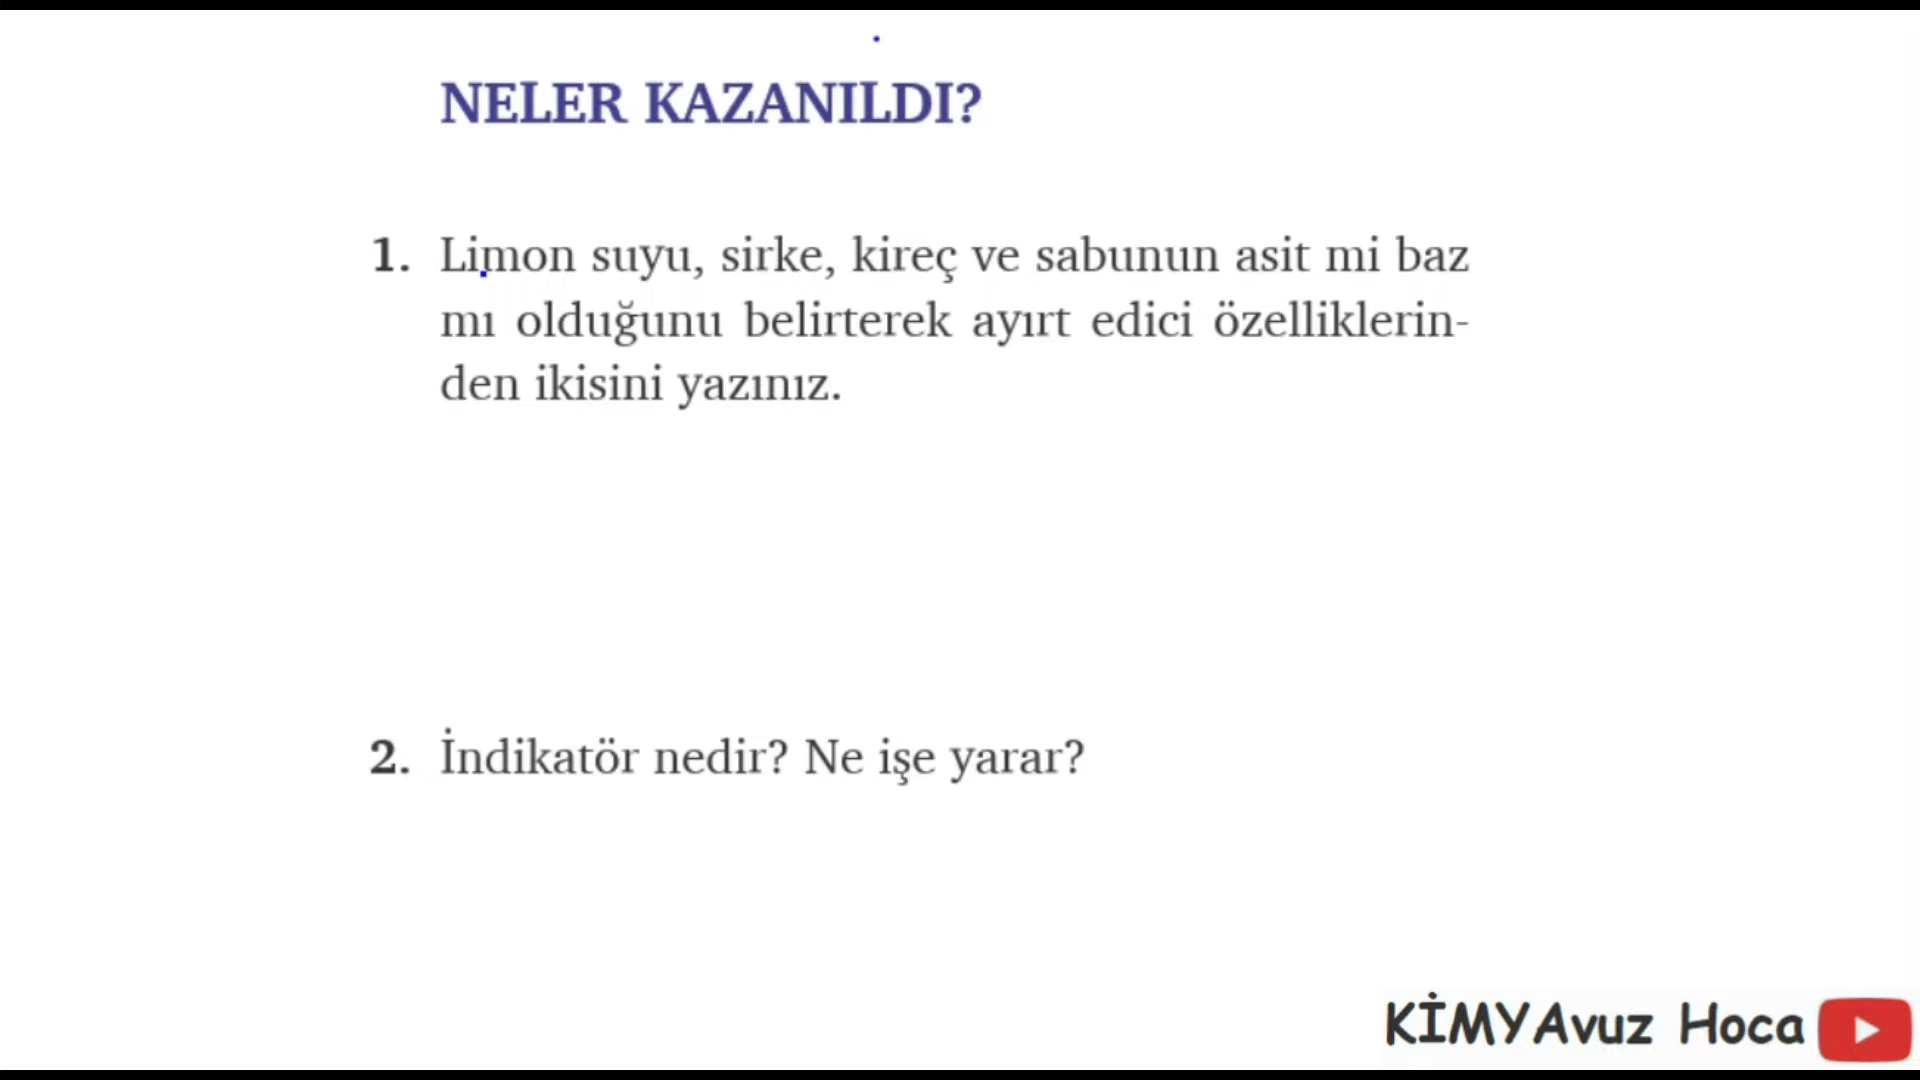 NELER KAZANILDI?
1. Limon suyu, sirke, kireç ve sabunun asit mi baz
mı olduğunu belirterek ayırt edici özelliklerin-
den ikisini yazınız.
2. İndikatör nedir? Ne işe yarar?
KİMYAvuz Hoca